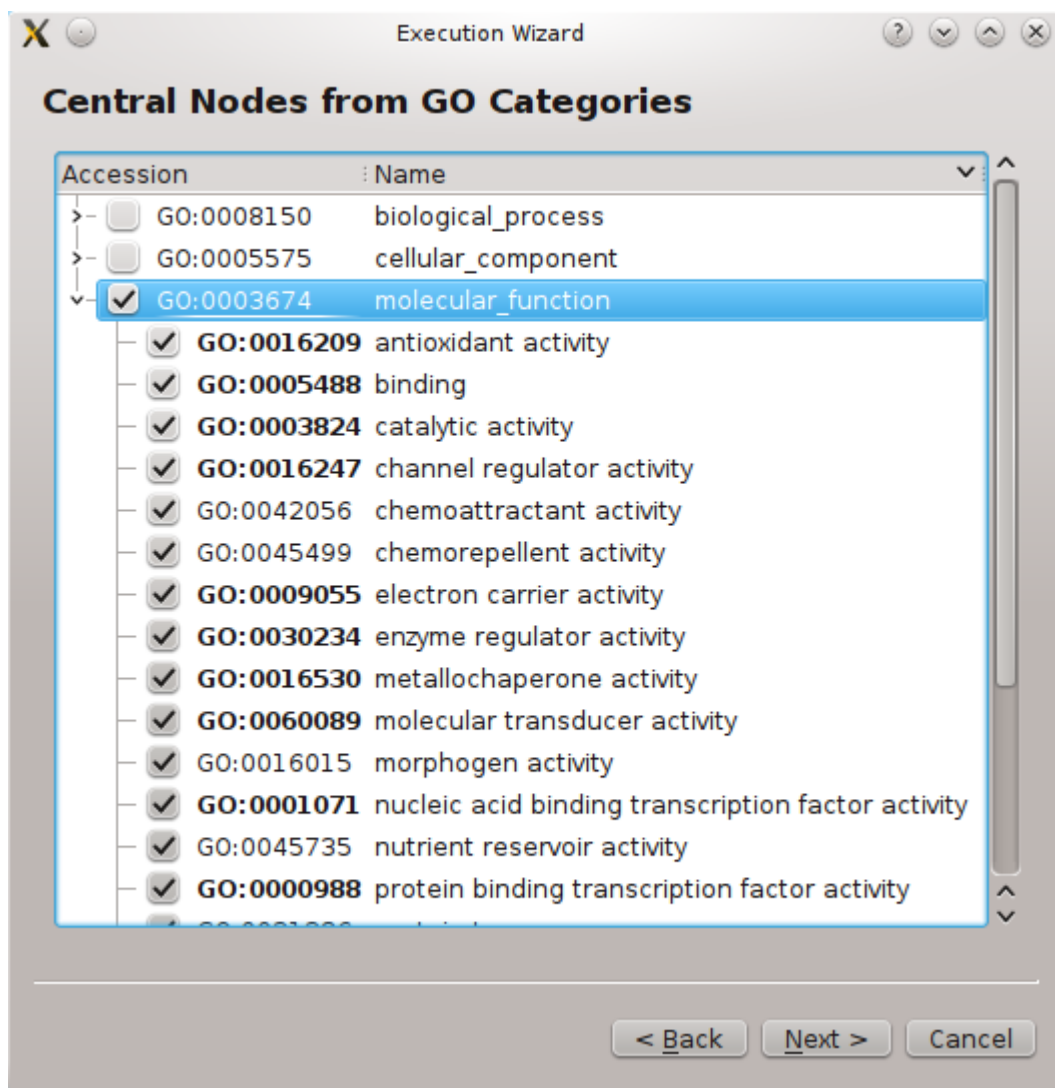 Execution Wizard
Central Nodes from GO Categories
Accession Name
GO:0008150 biological_process
GO:0005575 cellular_component
GO:0003674 molecular_function
GO:0016209 antioxidant activity
GO:0005488 binding
GO:0003824 catalytic activity
GO:0016247 channel regulator activity
GO:0042056 chemoattractant activity
GO:0045499 chemorepellent activity
GO:0009055 electron carrier activity
GO:0030234 enzyme regulator activity
GO:0016530 metallochaperone activity
GO:0060089 molecular transducer activity
GO:0016015 morphogen activity
GO:0001071 nucleic acid binding transcription factor activity
GO:0045735 nutrient reservoir activity
GO:0000988 protein binding transcription factor activity
< Back Next > Cancel